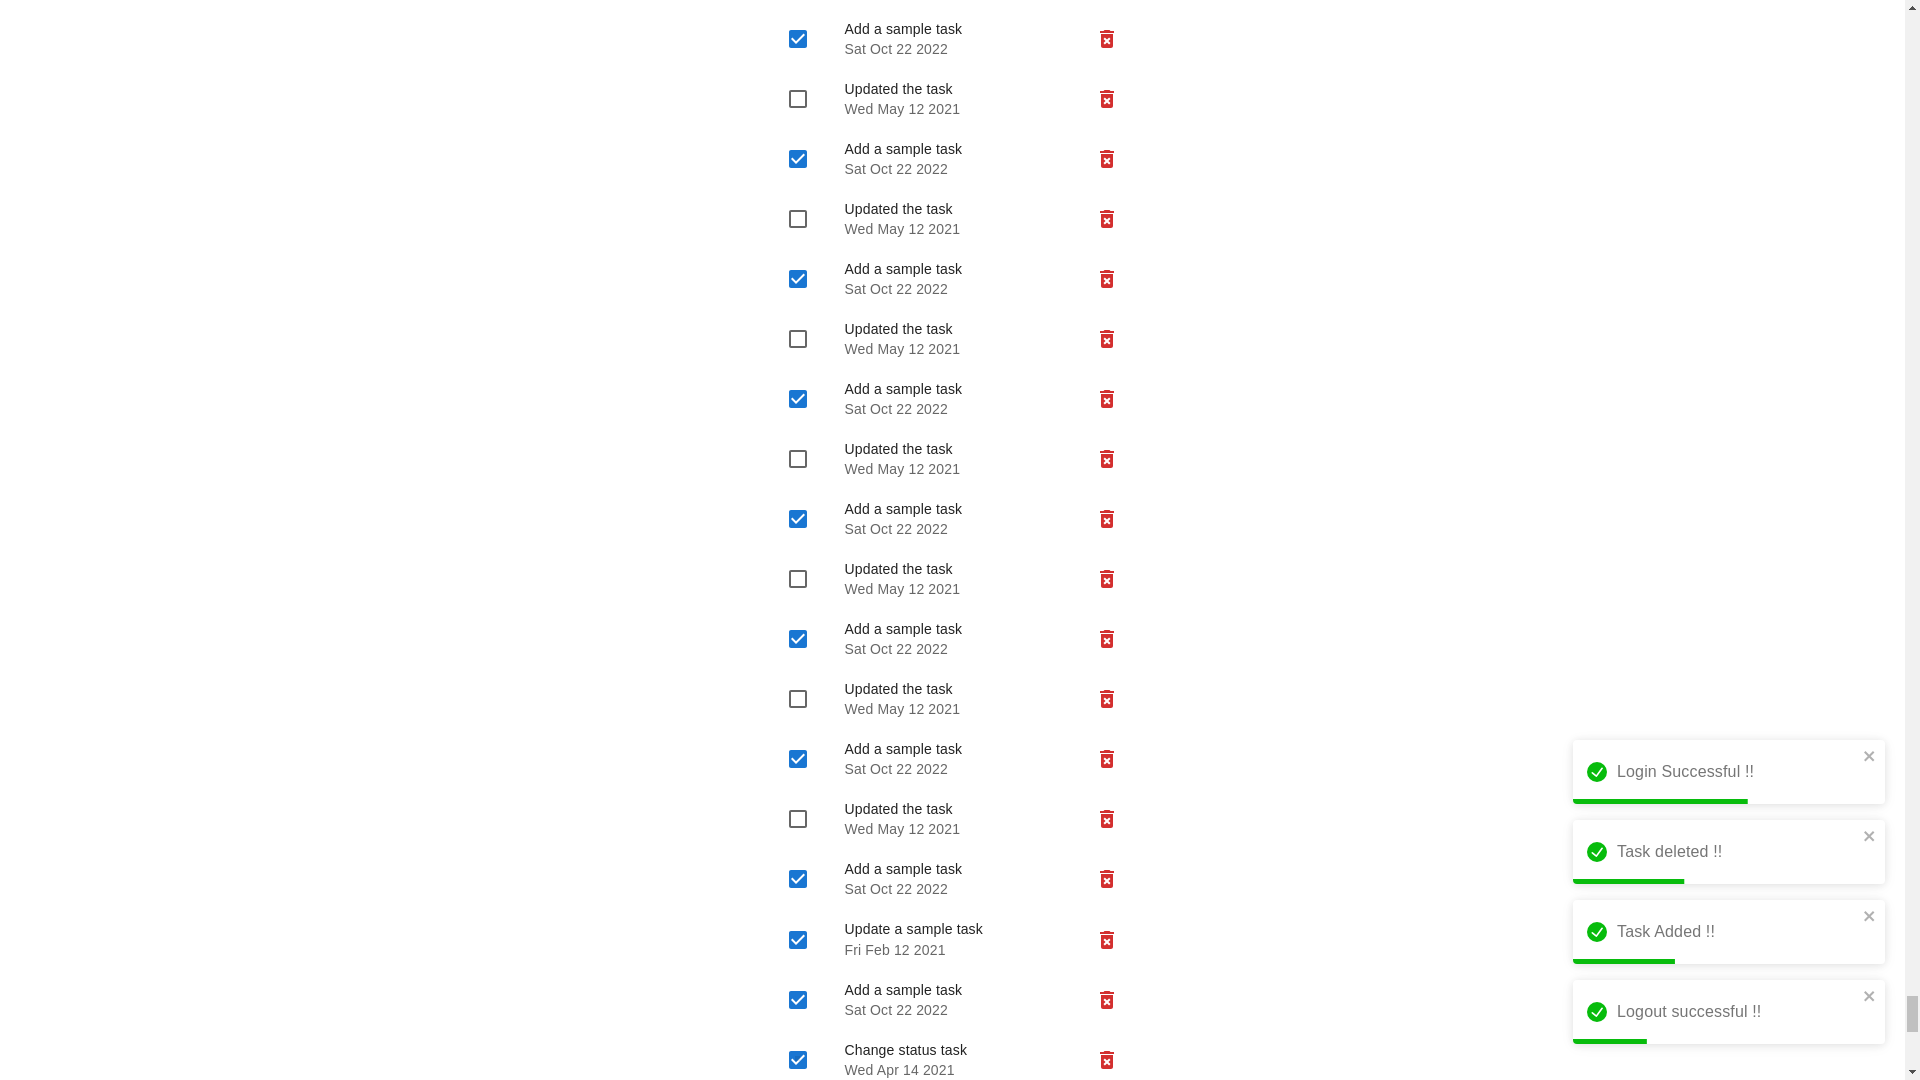 Add a sample task
Sat Oct 22 2022
Updated the task
Wed May 12 2021
Add a sample task
Sat Oct 22 2022
Updated the task
Wed May 12 2021
Add a sample task
Sat Oct 22 2022
Updated the task
Wed May 12 2021
Add a sample task
Sat Oct 22 2022
Updated the task
Wed May 12 2021
Add a sample task
Sat Oct 22 2022
Updated the task
Wed May 12 2021
Add a sample task
Sat Oct 22 2022
Updated the task
Wed May 12 2021
Add a sample task
Sat Oct 22 2022
Updated the task
Wed May 12 2021
Add a sample task
Sat Oct 22 2022
Update a sample task
Fri Feb 12 2021
Add a sample task
Sat Oct 22 2022
Change status task
Wed Apr 14 2021
Login Successful !!
Task deleted !!
Task Added !!
Logout successful !!